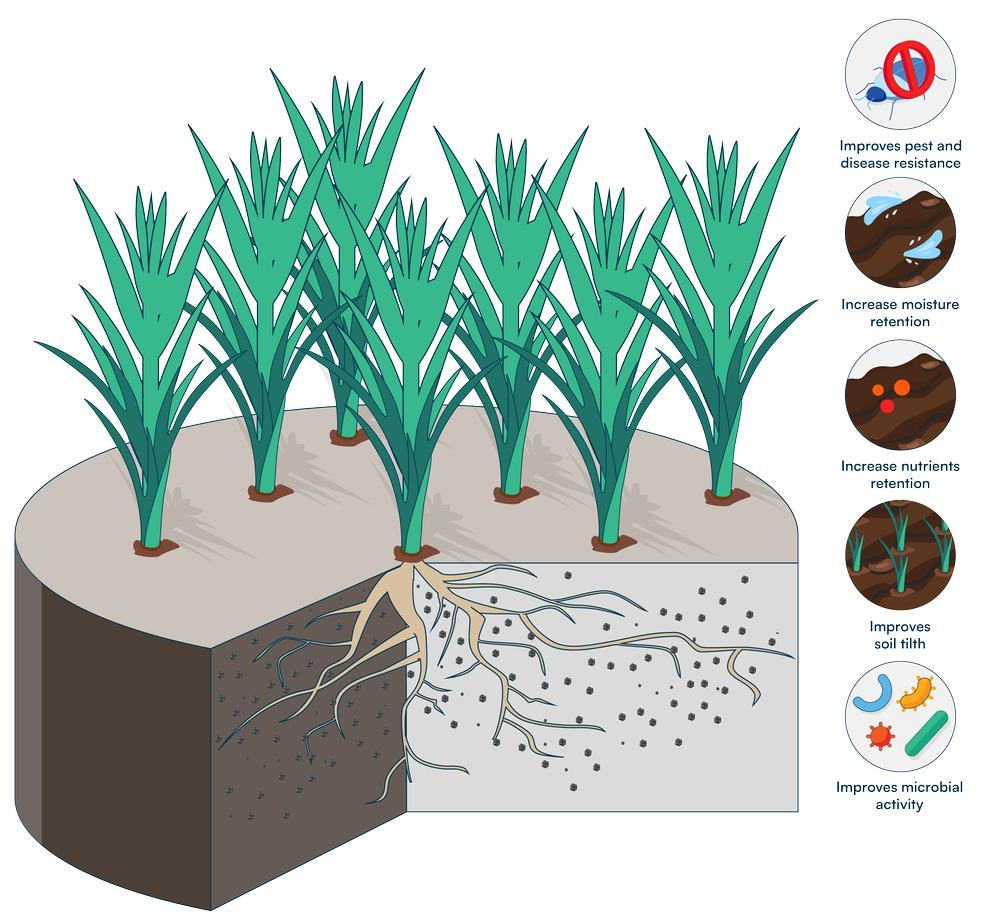 Improves pest and
disease resistance
Increase moisture
retention
Increase nutrients
retention
Improves
soil tilth
Improves microbial
activity